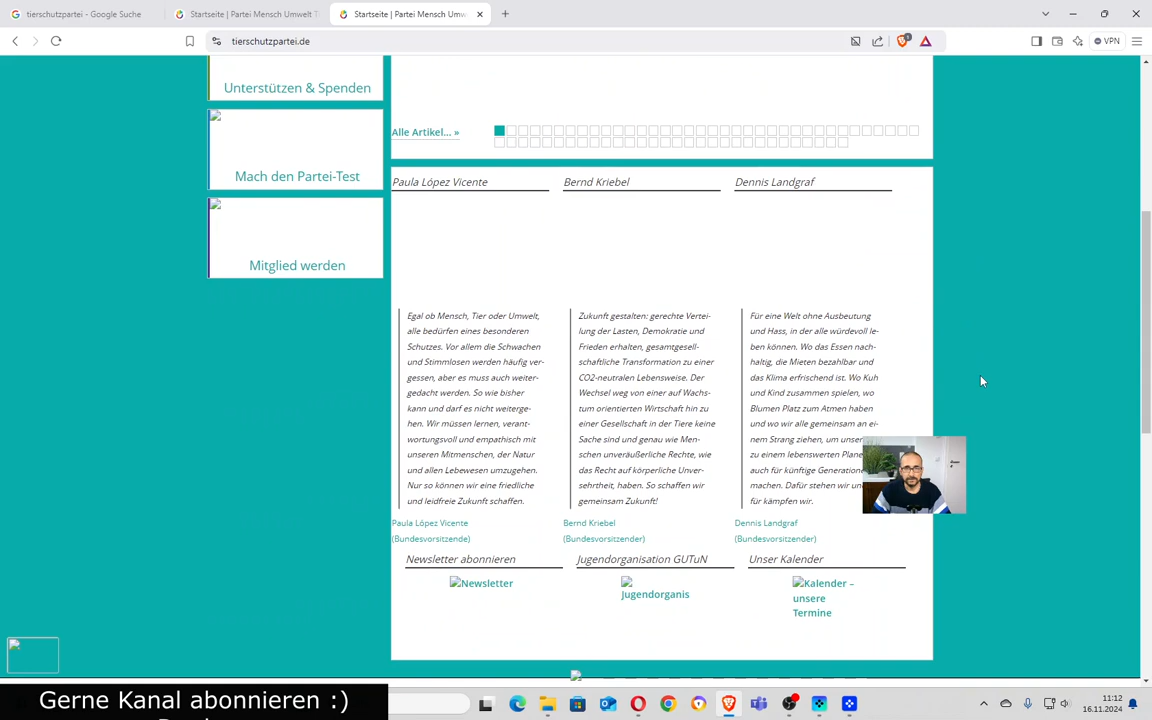 tierschutzpartei - Google Suche
Startseite | Partei Mensch Umwelt T
Startseite | Partei Mensch Umw
tierschutzpartei.de
1
VPN
Unterstützen & Spenden
Mach den Partei-Test
Mitglied werden
Alle Artikel... »
Paula López Vicente
Egal ob Mensch, Tier oder Umwelt,
alle bedürfen eines besonderen
Schutzes. Vor allem die Schwachen
und Stimmlosen werden häufig ver-
gessen, aber es muss auch weiter-
gedacht werden. So wie bisher
kann und darf es nicht weiterge-
hen. Wir müssen lernen, verant-
wortungsvoll und empathisch mit
unseren Mitmenschen, der Natur
und allen Lebewesen umzugehen.
Nur so können wir eine friedliche
und leidfreie Zukunft schaffen.
Paula López Vicente
(Bundesvorsitzende)
Bernd Kriebel
Zukunft gestalten: gerechte Vertei-
lung der Lasten, Demokratie und
Frieden erhalten, gesamtgesell-
schaftliche Transformation zu einer
CO2-neutralen Lebensweise. Der
Wechsel weg von einer auf Wachs-
tum orientierten Wirtschaft hin zu
einer Gesellschaft in der Tiere keine
Sache sind und genau wie Men-
schen unveräußerliche Rechte, wie
das Recht auf körperliche Unver-
sehrtheit, haben. So schaffen wir
gemeinsam Zukunft!
Bernd Kriebel
(Bundesvorsitzender)
Dennis Landgraf
Für eine Welt ohne Ausbeutung
und Hass, in der alle würdevoll le-
ben können. Wo das Essen nach-
haltig, die Mieten bezahlbar und
das Klima erfrischend ist. Wo Kuh
und Kind zusammen spielen, wo
Blumen Platz zum Atmen haben
und wo wir alle gemeinsam an ei-
nem Strang ziehen, um unser
zu einem lebenswerten Plane
auch für künftige Generatione
machen. Dafür stehen wir un
für kämpfen wir.
Dennis Landgraf
(Bundesvorsitzender)
Newsletter abonnieren
Newsletter
Jugendorganisation GUTuN
Jugendorganis
Unser Kalender
Kalender –
unsere
Termine
Gerne Kanal abonnieren :)
11:12
16.11.2024